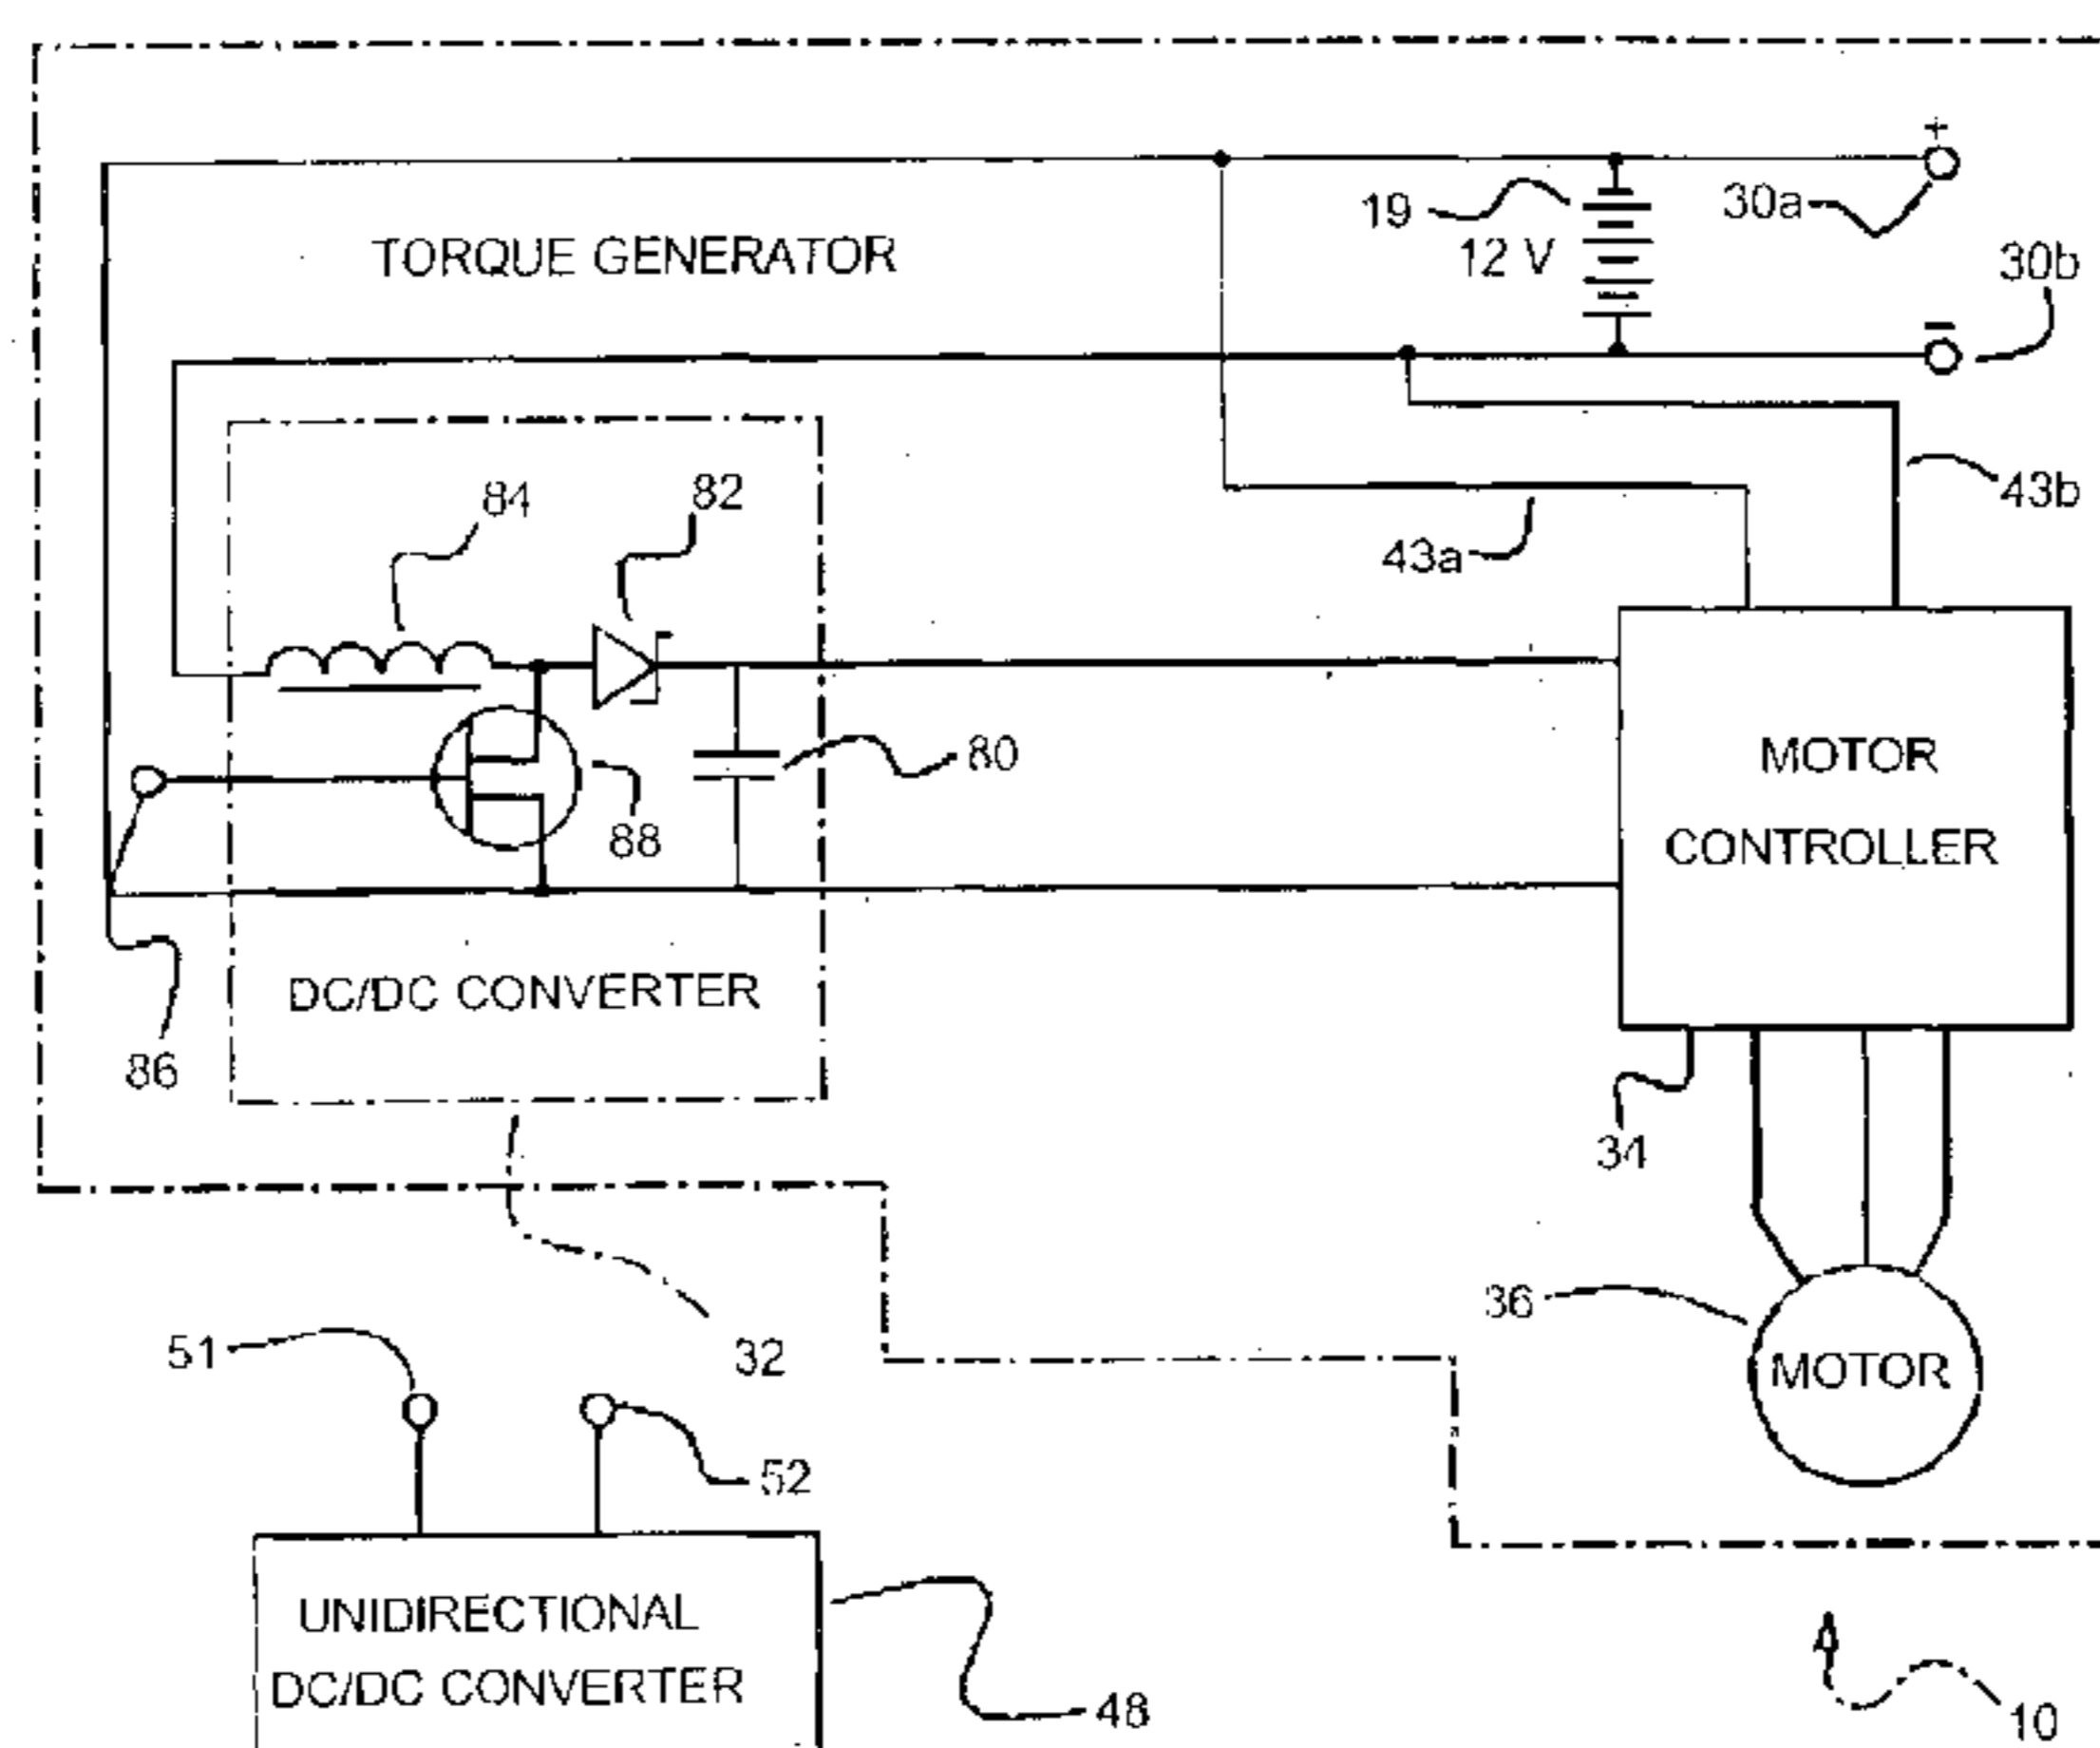 +
19
30a
TORQUE GENERATOR
12 V
30b
–
84
82
43b
43a
80
MOTOR
88
CONTROLLER
DC/DC CONVERTER
86
34
36
51
32
MOTOR
52
UNIDIRECTIONAL
DC/DC CONVERTER
48
10